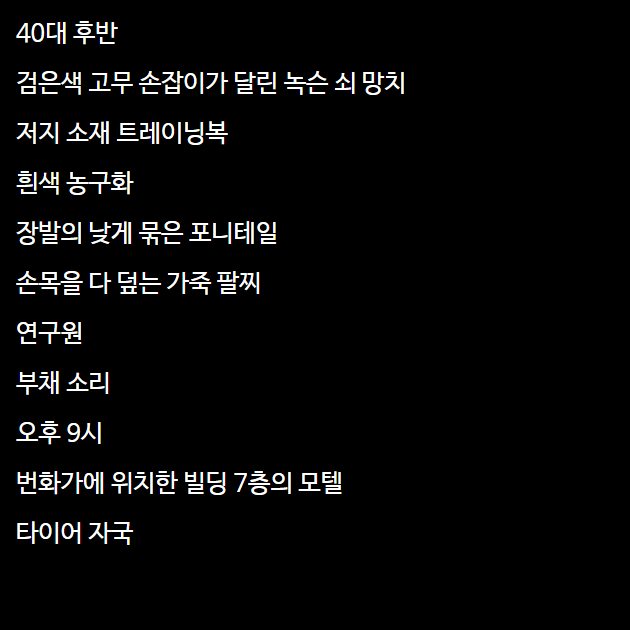 40대 후반
검은색 고무 손잡이가 달린 녹슨 쇠 망치
저지 소재 트레이닝복
흰색 농구화
장발의 낮게 묶은 포니테일
손목을 다 덮는 가죽 팔찌
연구원
부채 소리
오후 9시
번화가에 위치한 빌딩 7층의 모텔
타이어 자국